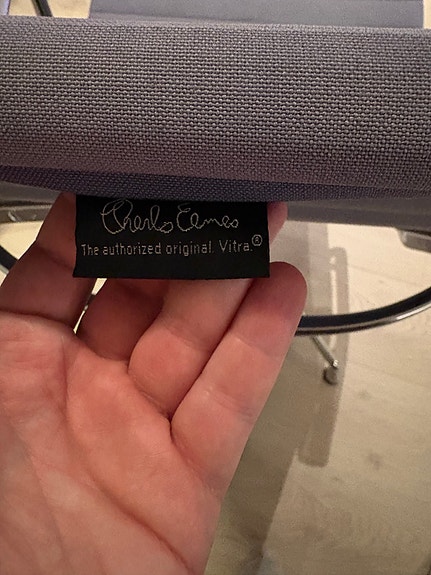 Charles Eames
The authorized original. Vitra.®